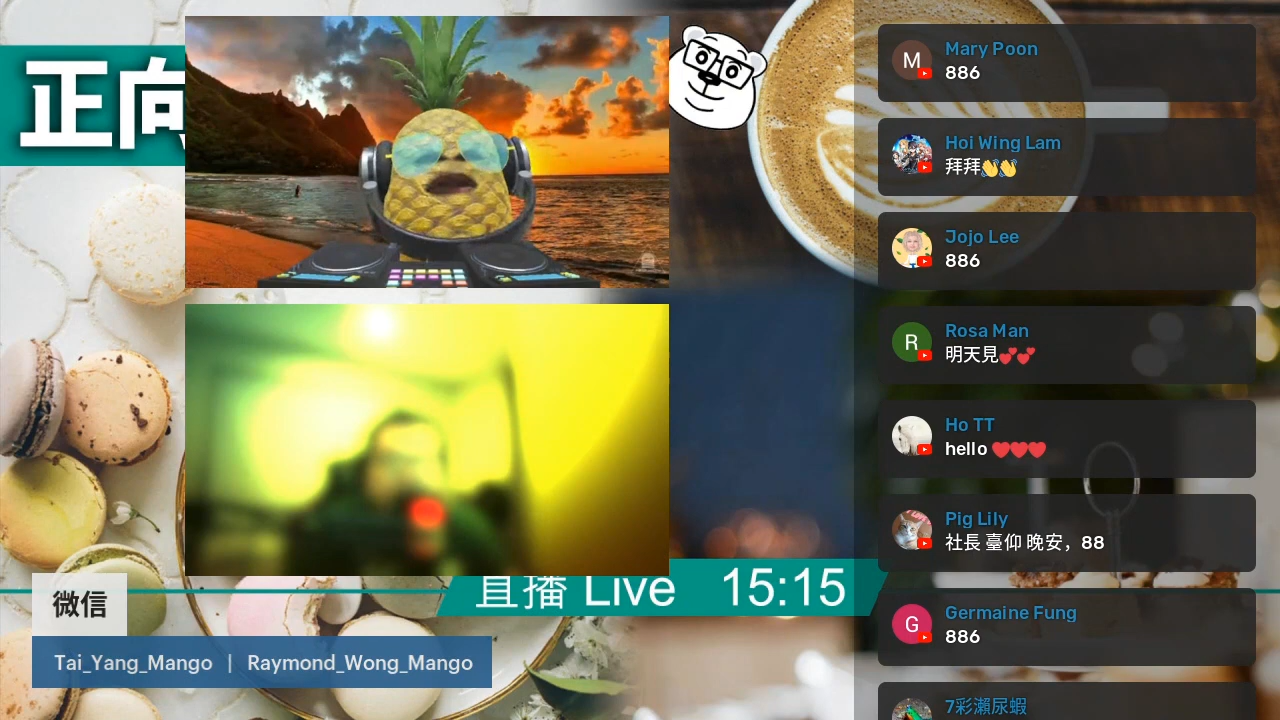 正向
直播 Live 15:15
微信
Tai_Yang_Mango | Raymond_Wong_Mango
M
Mary Poon
886
Hoi Wing Lam
拜拜👋👋
Jojo Lee
886
R
Rosa Man
明天見💕💕
Ho TT
hello ❤️❤️❤️
Pig Lily
社長 臺仰 晚安，88
G
Germaine Fung
886
7彩瀨尿蝦